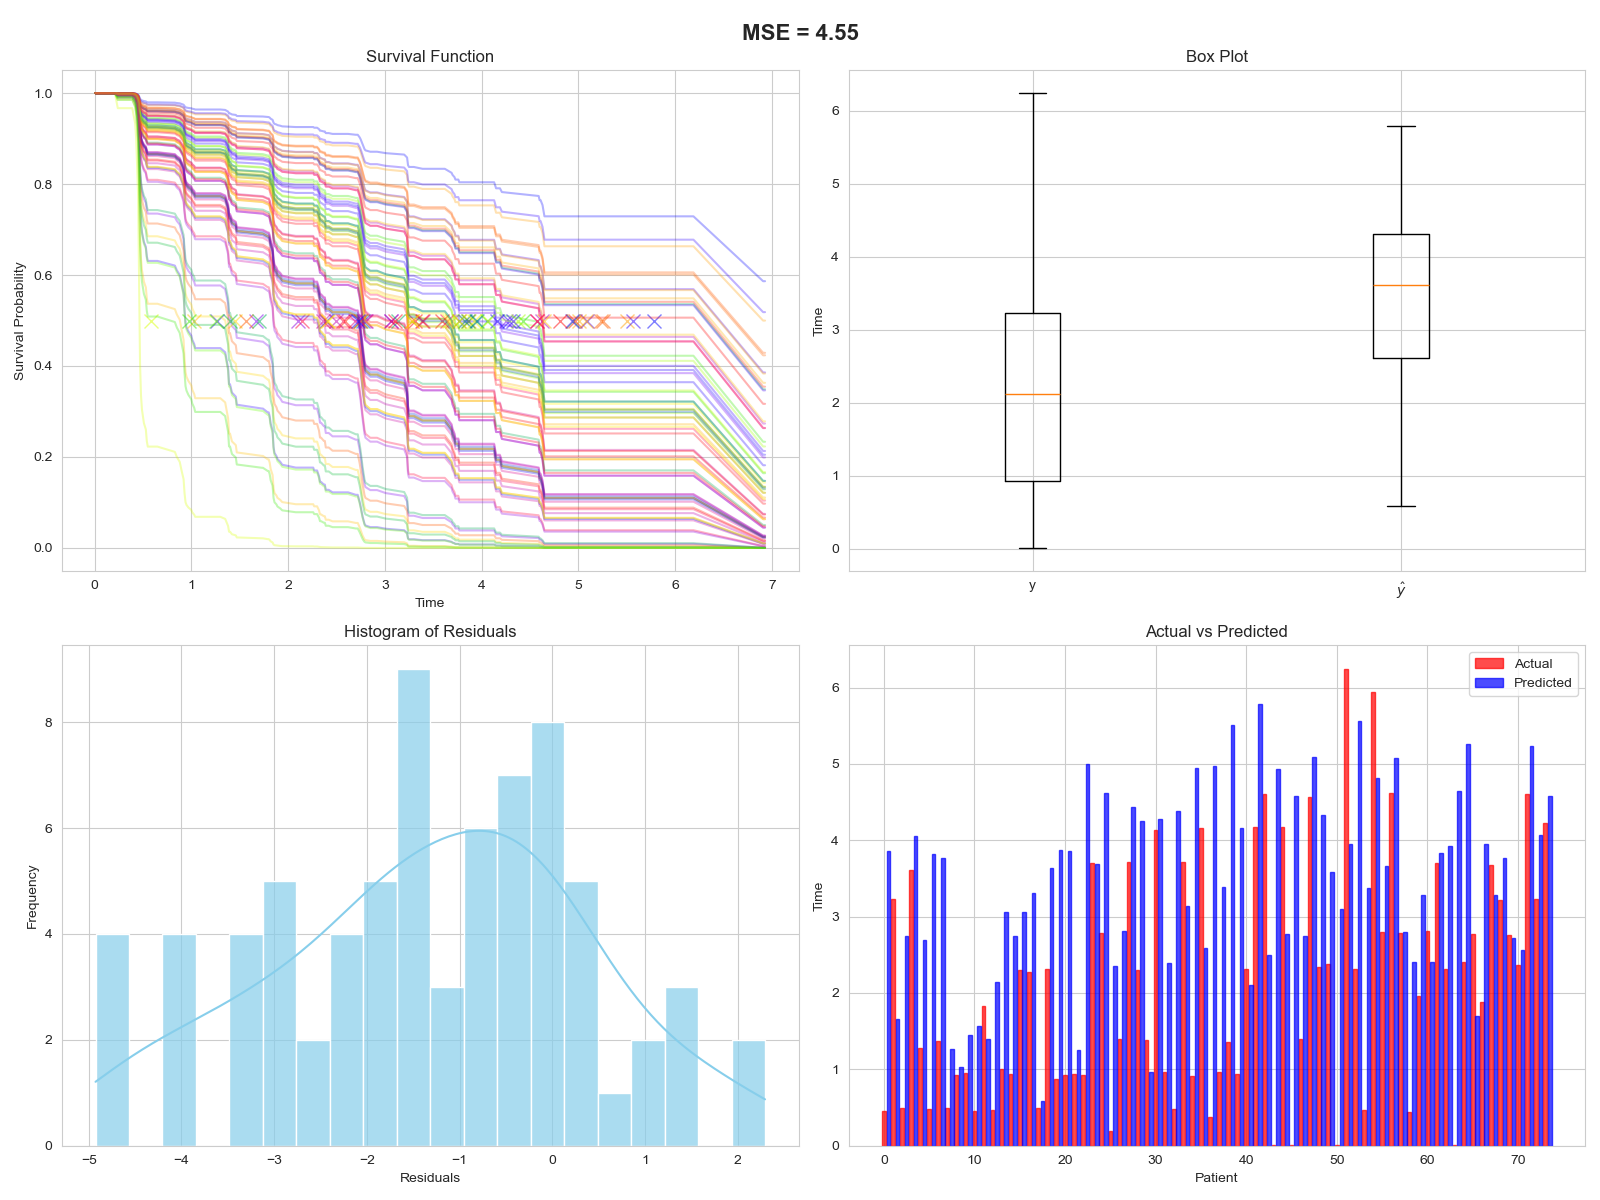 MSE = 4.55
Survival Function
Survival Probability
1.0
0.8
0.6
0.4
0.2
0.0
0 1 2 3 4 5 6 7
Time
Box Plot
Time
6
5
4
3
2
1
0
y ŷ
Histogram of Residuals
Frequency
8
6
4
2
0
−5 −4 −3 −2 −1 0 1 2
Residuals
Actual vs Predicted
Actual
Predicted
Time
6
5
4
3
2
1
0
0 10 20 30 40 50 60 70
Patient